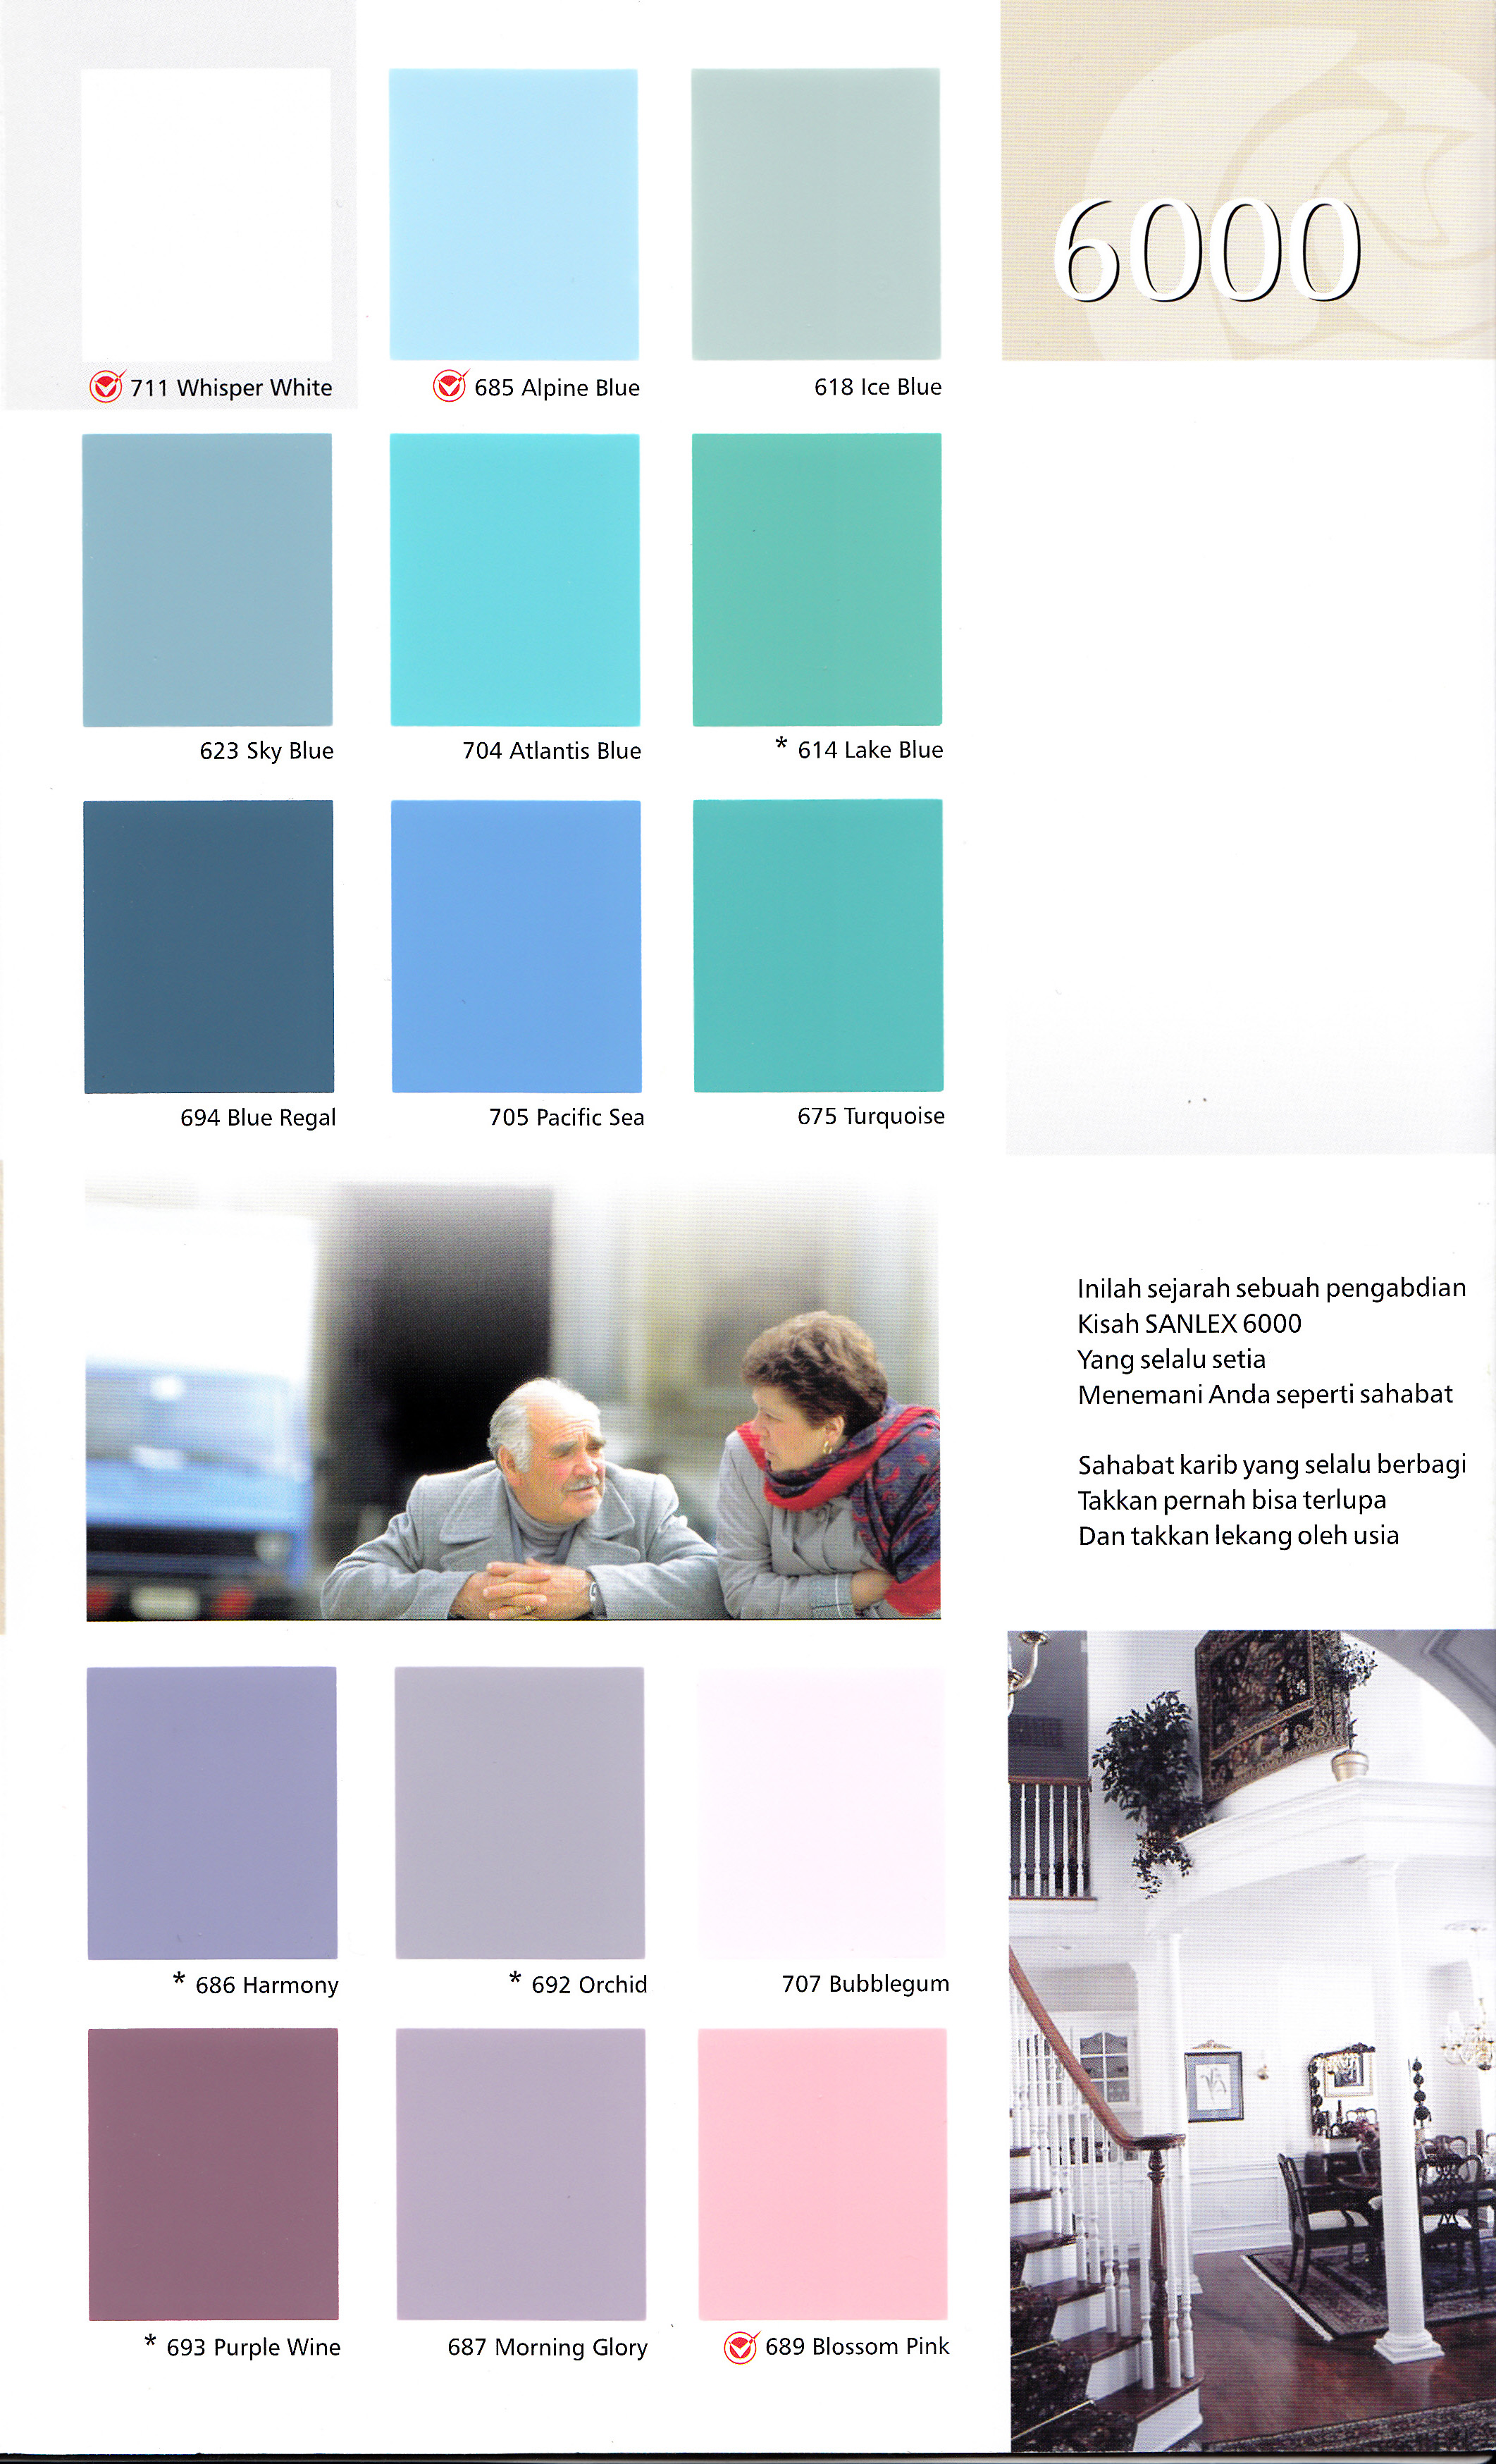 6000
711 Whisper White
685 Alpine Blue
618 Ice Blue
623 Sky Blue
704 Atlantis Blue
* 614 Lake Blue
694 Blue Regal
705 Pacific Sea
675 Turquoise
Inilah sejarah sebuah pengabdian
Kisah SANLEX 6000
Yang selalu setia
Menemani Anda seperti sahabat
Sahabat karib yang selalu berbagi
Takkan pernah bisa terlupa
Dan takkan lekang oleh usia
* 686 Harmony
* 692 Orchid
707 Bubblegum
* 693 Purple Wine
687 Morning Glory
689 Blossom Pink